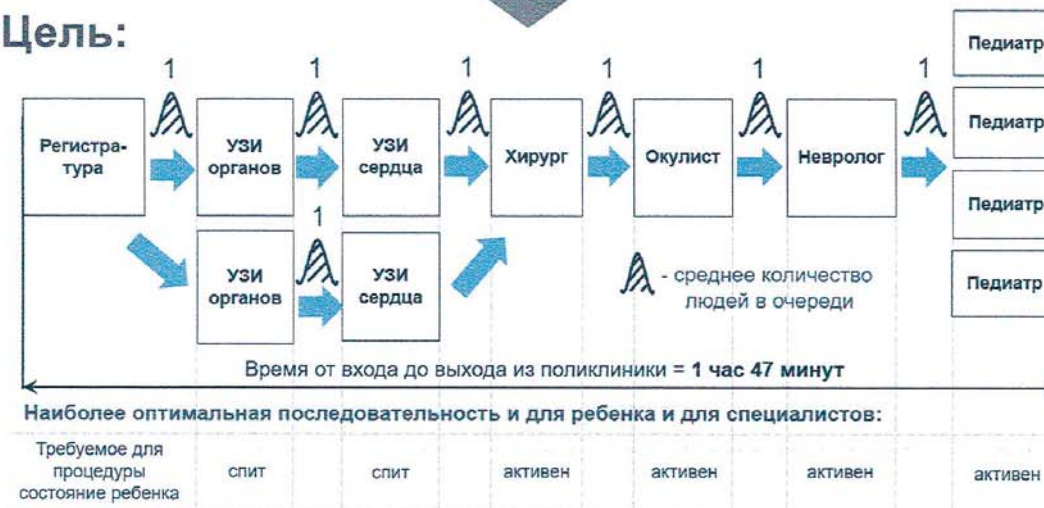 Цель:
1
1
1
1
1
1
Педиатр
Регистра-
тура
УЗИ
органов
УЗИ
сердца
Хирург
Окулист
Невролог
Педиатр
1
Педиатр
УЗИ
органов
УЗИ
сердца
- среднее количество
людей в очереди
Педиатр
Время от входа до выхода из поликлиники = 1 час 47 минут
Наиболее оптимальная последовательность и для ребенка и для специалистов:
Требуемое для
процедуры
состояние ребенка
спит
спит
активен
активен
активен
активен